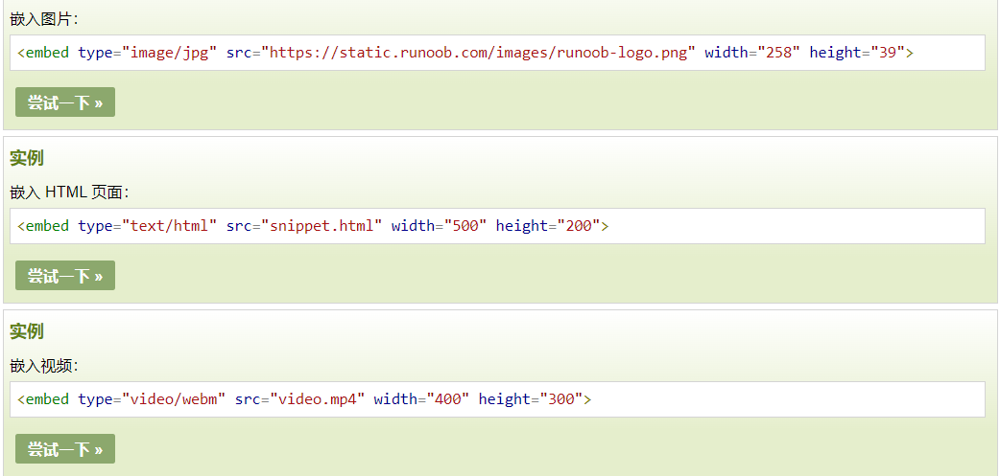 嵌入图片：
<embed type="image/jpg" src="https://static.runoob.com/images/runoob-logo.png" width="258" height="39">
尝试一下 »
实例
嵌入 HTML 页面：
<embed type="text/html" src="snippet.html" width="500" height="200">
尝试一下 »
实例
嵌入视频：
<embed type="video/webm" src="video.mp4" width="400" height="300">
尝试一下 »